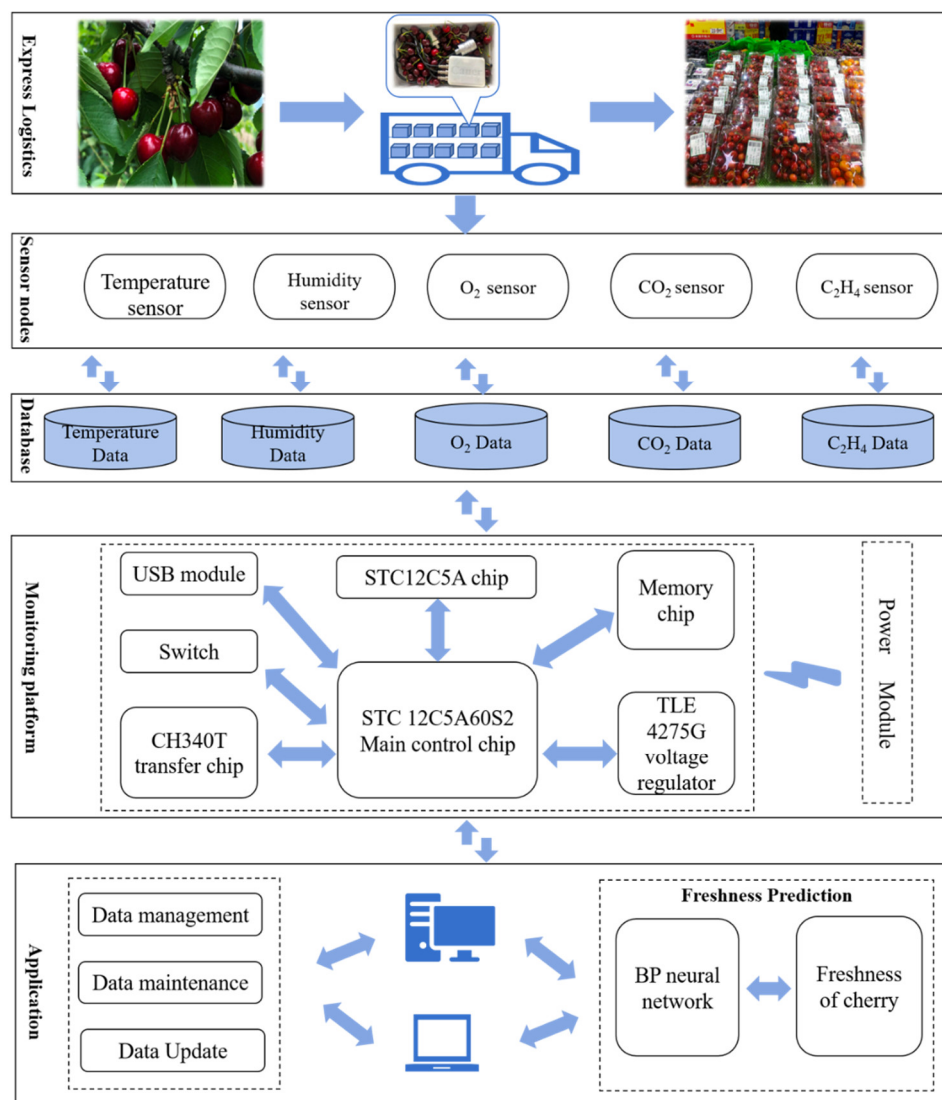 Express Logistics
Sensor nodes
Temperature
sensor
Humidity
sensor
O₂ sensor
CO₂ sensor
C₂H₄ sensor
Database
Temperature
Data
Humidity
Data
O₂ Data
CO₂ Data
C₂H₄ Data
Monitoring platform
USB module
STC12C5A chip
Memory
chip
Switch
STC 12C5A60S2
Main control chip
CH340T
transfer chip
TLE
4275G
voltage
regulator
Power Module
Application
Data management
Data maintenance
Data Update
Freshness Prediction
BP neural
network
Freshness
of cherry